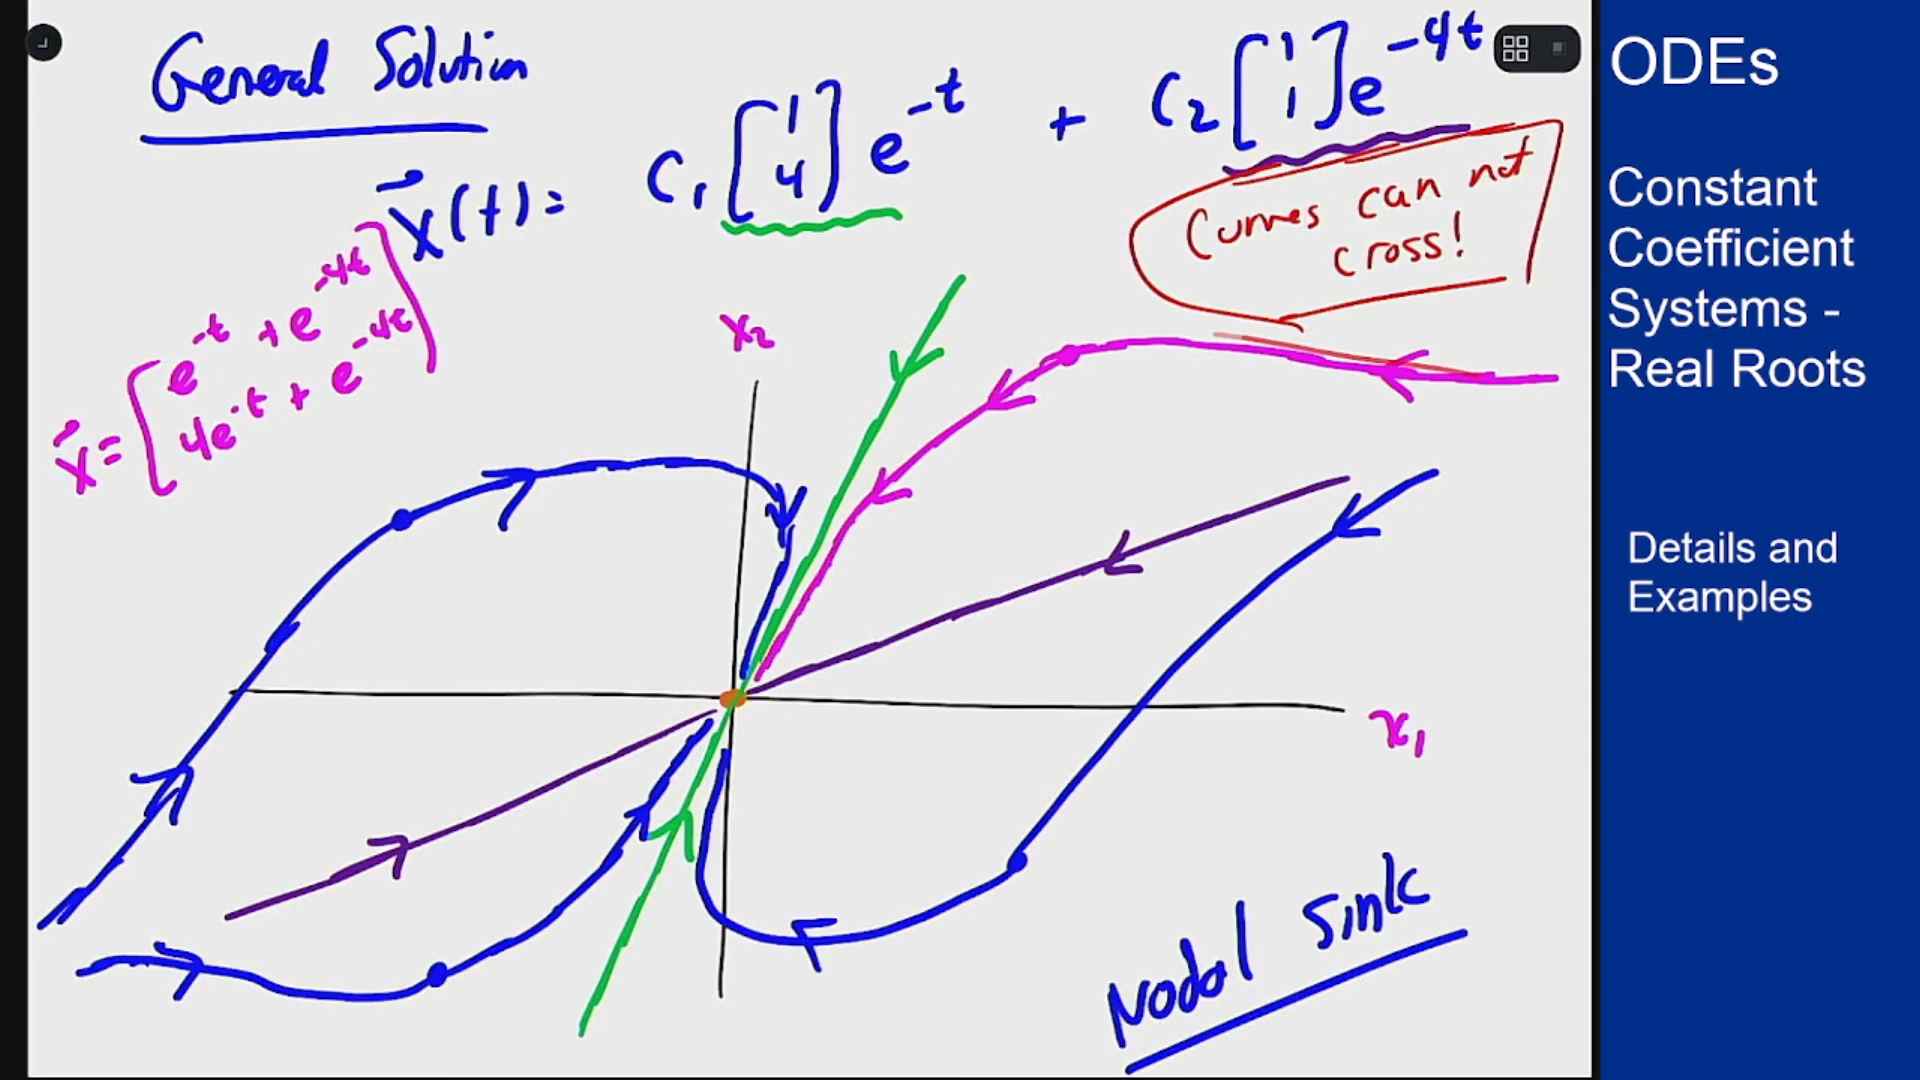 General Solution
x⃗(t) = c₁ [1 4] e^{-t} + c₂ [1 1] e^{-4t}
Curves can not
cross!
x⃗ = [e^{-t} + e^{-4t}
4e^{-t} + e^{-4t}]
x₂
x₁
Nodal Sink
ODEs
Constant
Coefficient
Systems -
Real Roots
Details and
Examples